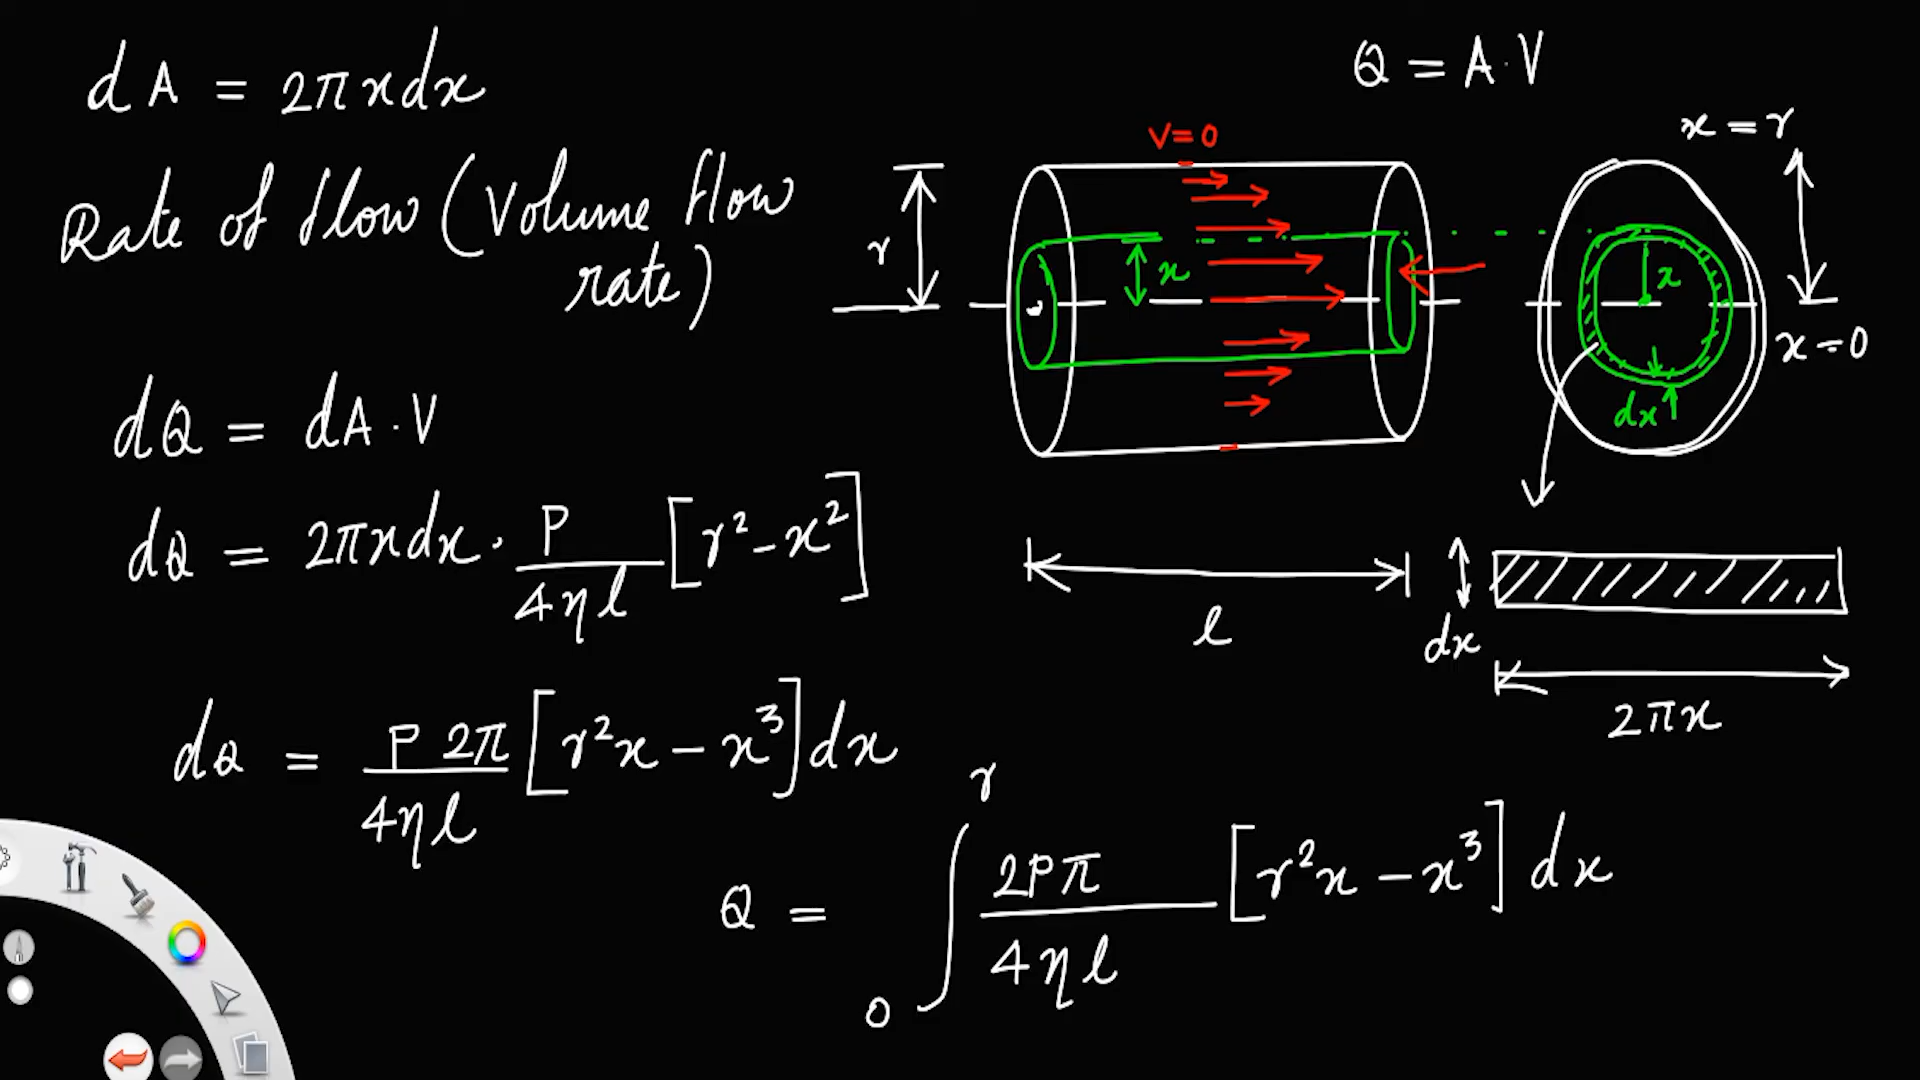 dA = 2πxdx
Rate of flow (Volume flow
rate)
dQ = dA · V
dQ = 2πxdx · P/4ηl [r² - x²]
dQ = P 2π/4ηl [r²x - x³] dx
Q = ∫₀ʳ 2Pπ/4ηl [r²x - x³] dx
Q = A · V
V=0
x = r
r
x
x
x = 0
dx
l
dx
2πx